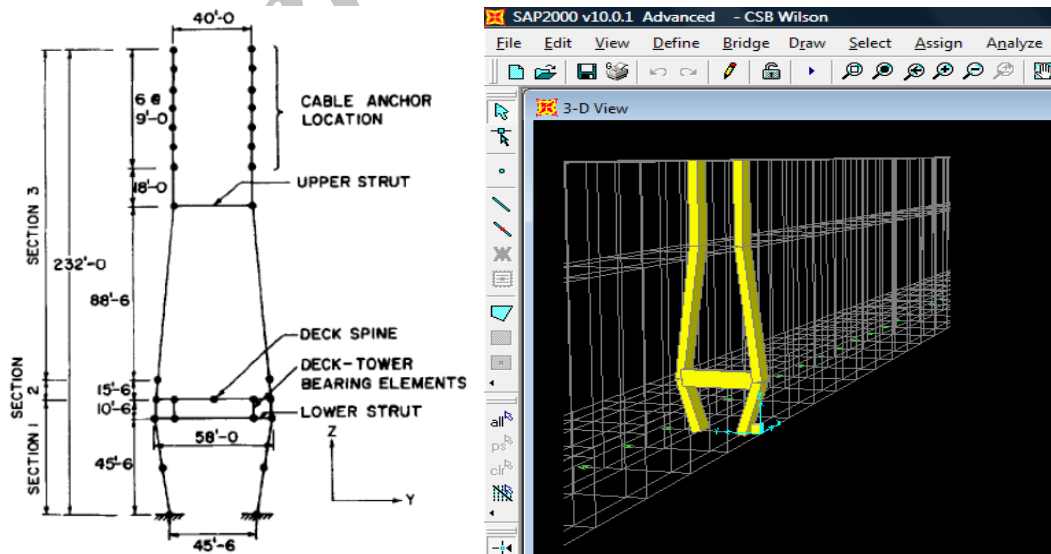 40'-0
6 @
9'-0
CABLE ANCHOR
LOCATION
18'-0
UPPER STRUT
SECTION 3
232'-0
88'-6
DECK SPINE
DECK-TOWER
BEARING ELEMENTS
LOWER STRUT
SECTION
2
15'-6
10'-6
58'-0
SECTION 1
45'-6
Z
Y
45'-6
SAP2000 v10.0.1 Advanced - CSB Wilson
File Edit View Define Bridge Draw Select Assign Analyze
3-D View
all
ps
clr